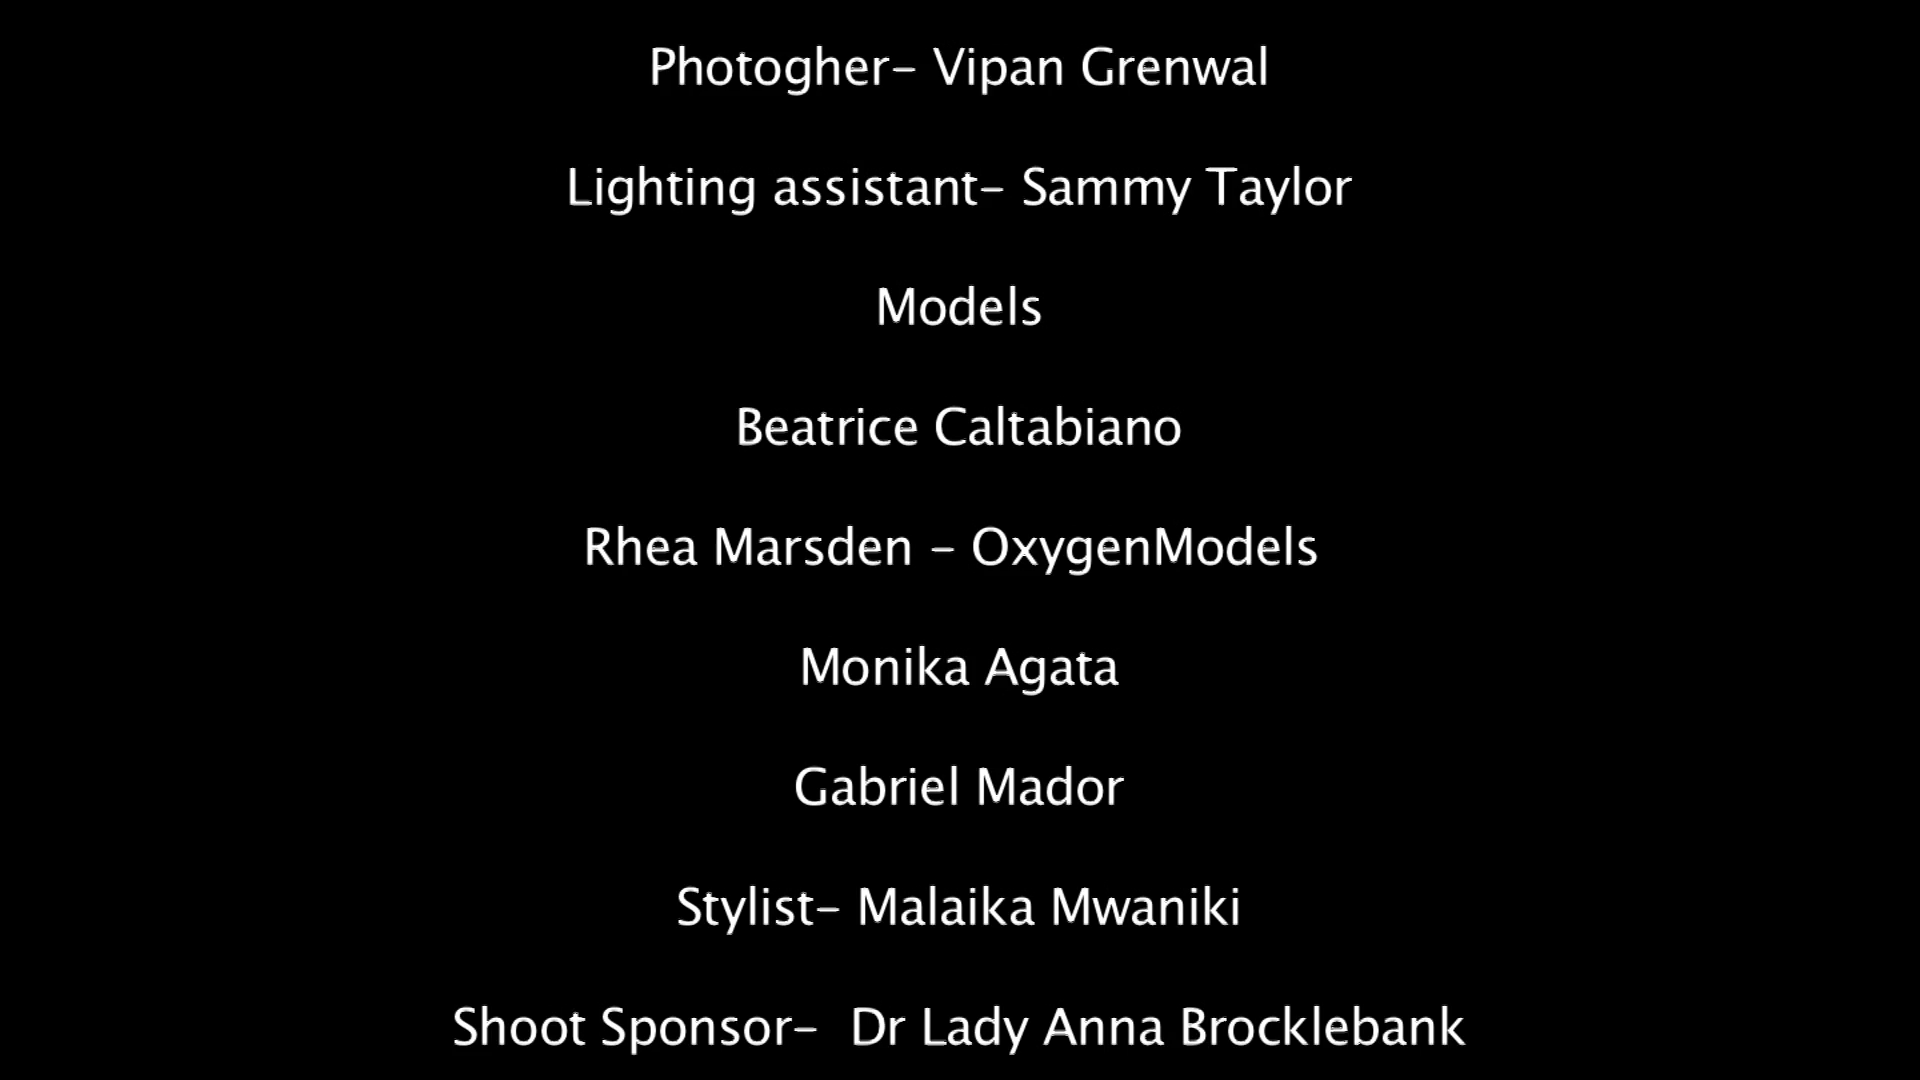 Photogher- Vipan Grenwal
Lighting assistant- Sammy Taylor
Models
Beatrice Caltabiano
Rhea Marsden - OxygenModels
Monika Agata
Gabriel Mador
Stylist- Malaika Mwaniki
Shoot Sponsor-  Dr Lady Anna Brocklebank